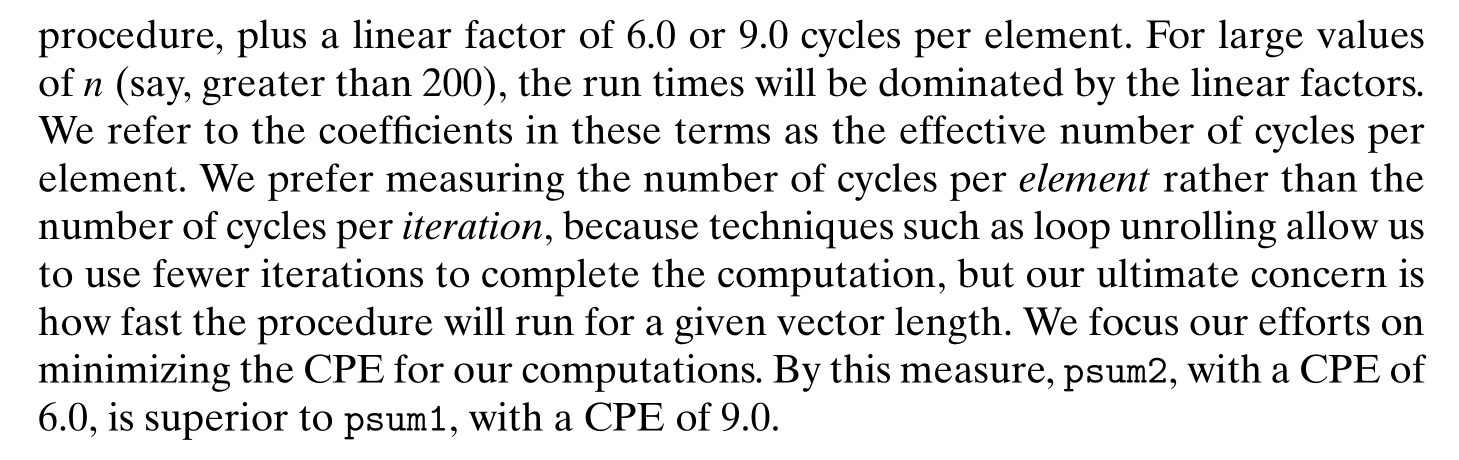 procedure, plus a linear factor of 6.0 or 9.0 cycles per element. For large values
of n (say, greater than 200), the run times will be dominated by the linear factors.
We refer to the coefficients in these terms as the effective number of cycles per
element. We prefer measuring the number of cycles per element rather than the
number of cycles per iteration, because techniques such as loop unrolling allow us
to use fewer iterations to complete the computation, but our ultimate concern is
how fast the procedure will run for a given vector length. We focus our efforts on
minimizing the CPE for our computations. By this measure, psum2, with a CPE of
6.0, is superior to psum1, with a CPE of 9.0.